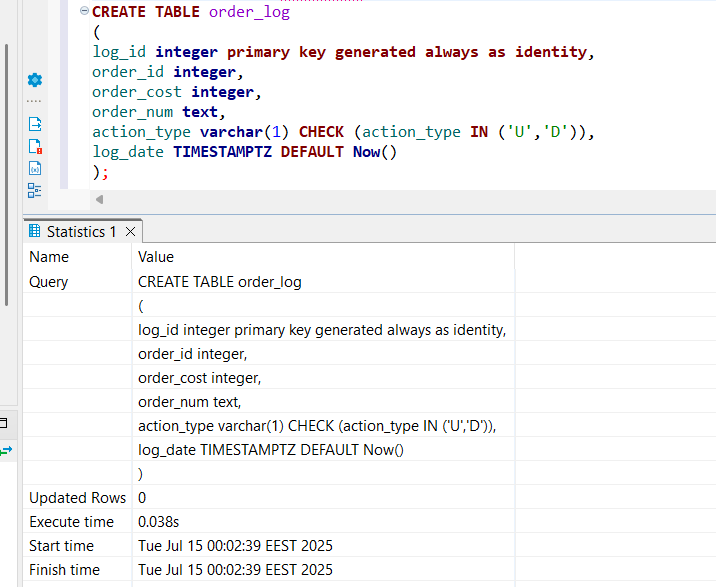 CREATE TABLE order_log
(
log_id integer primary key generated always as identity,
order_id integer,
order_cost integer,
order_num text,
action_type varchar(1) CHECK (action_type IN ('U','D')),
log_date TIMESTAMPTZ DEFAULT Now()
);
Statistics 1
Name Value
Query CREATE TABLE order_log
(
log_id integer primary key generated always as identity,
order_id integer,
order_cost integer,
order_num text,
action_type varchar(1) CHECK (action_type IN ('U','D')),
log_date TIMESTAMPTZ DEFAULT Now()
)
Updated Rows 0
Execute time 0.038s
Start time Tue Jul 15 00:02:39 EEST 2025
Finish time Tue Jul 15 00:02:39 EEST 2025